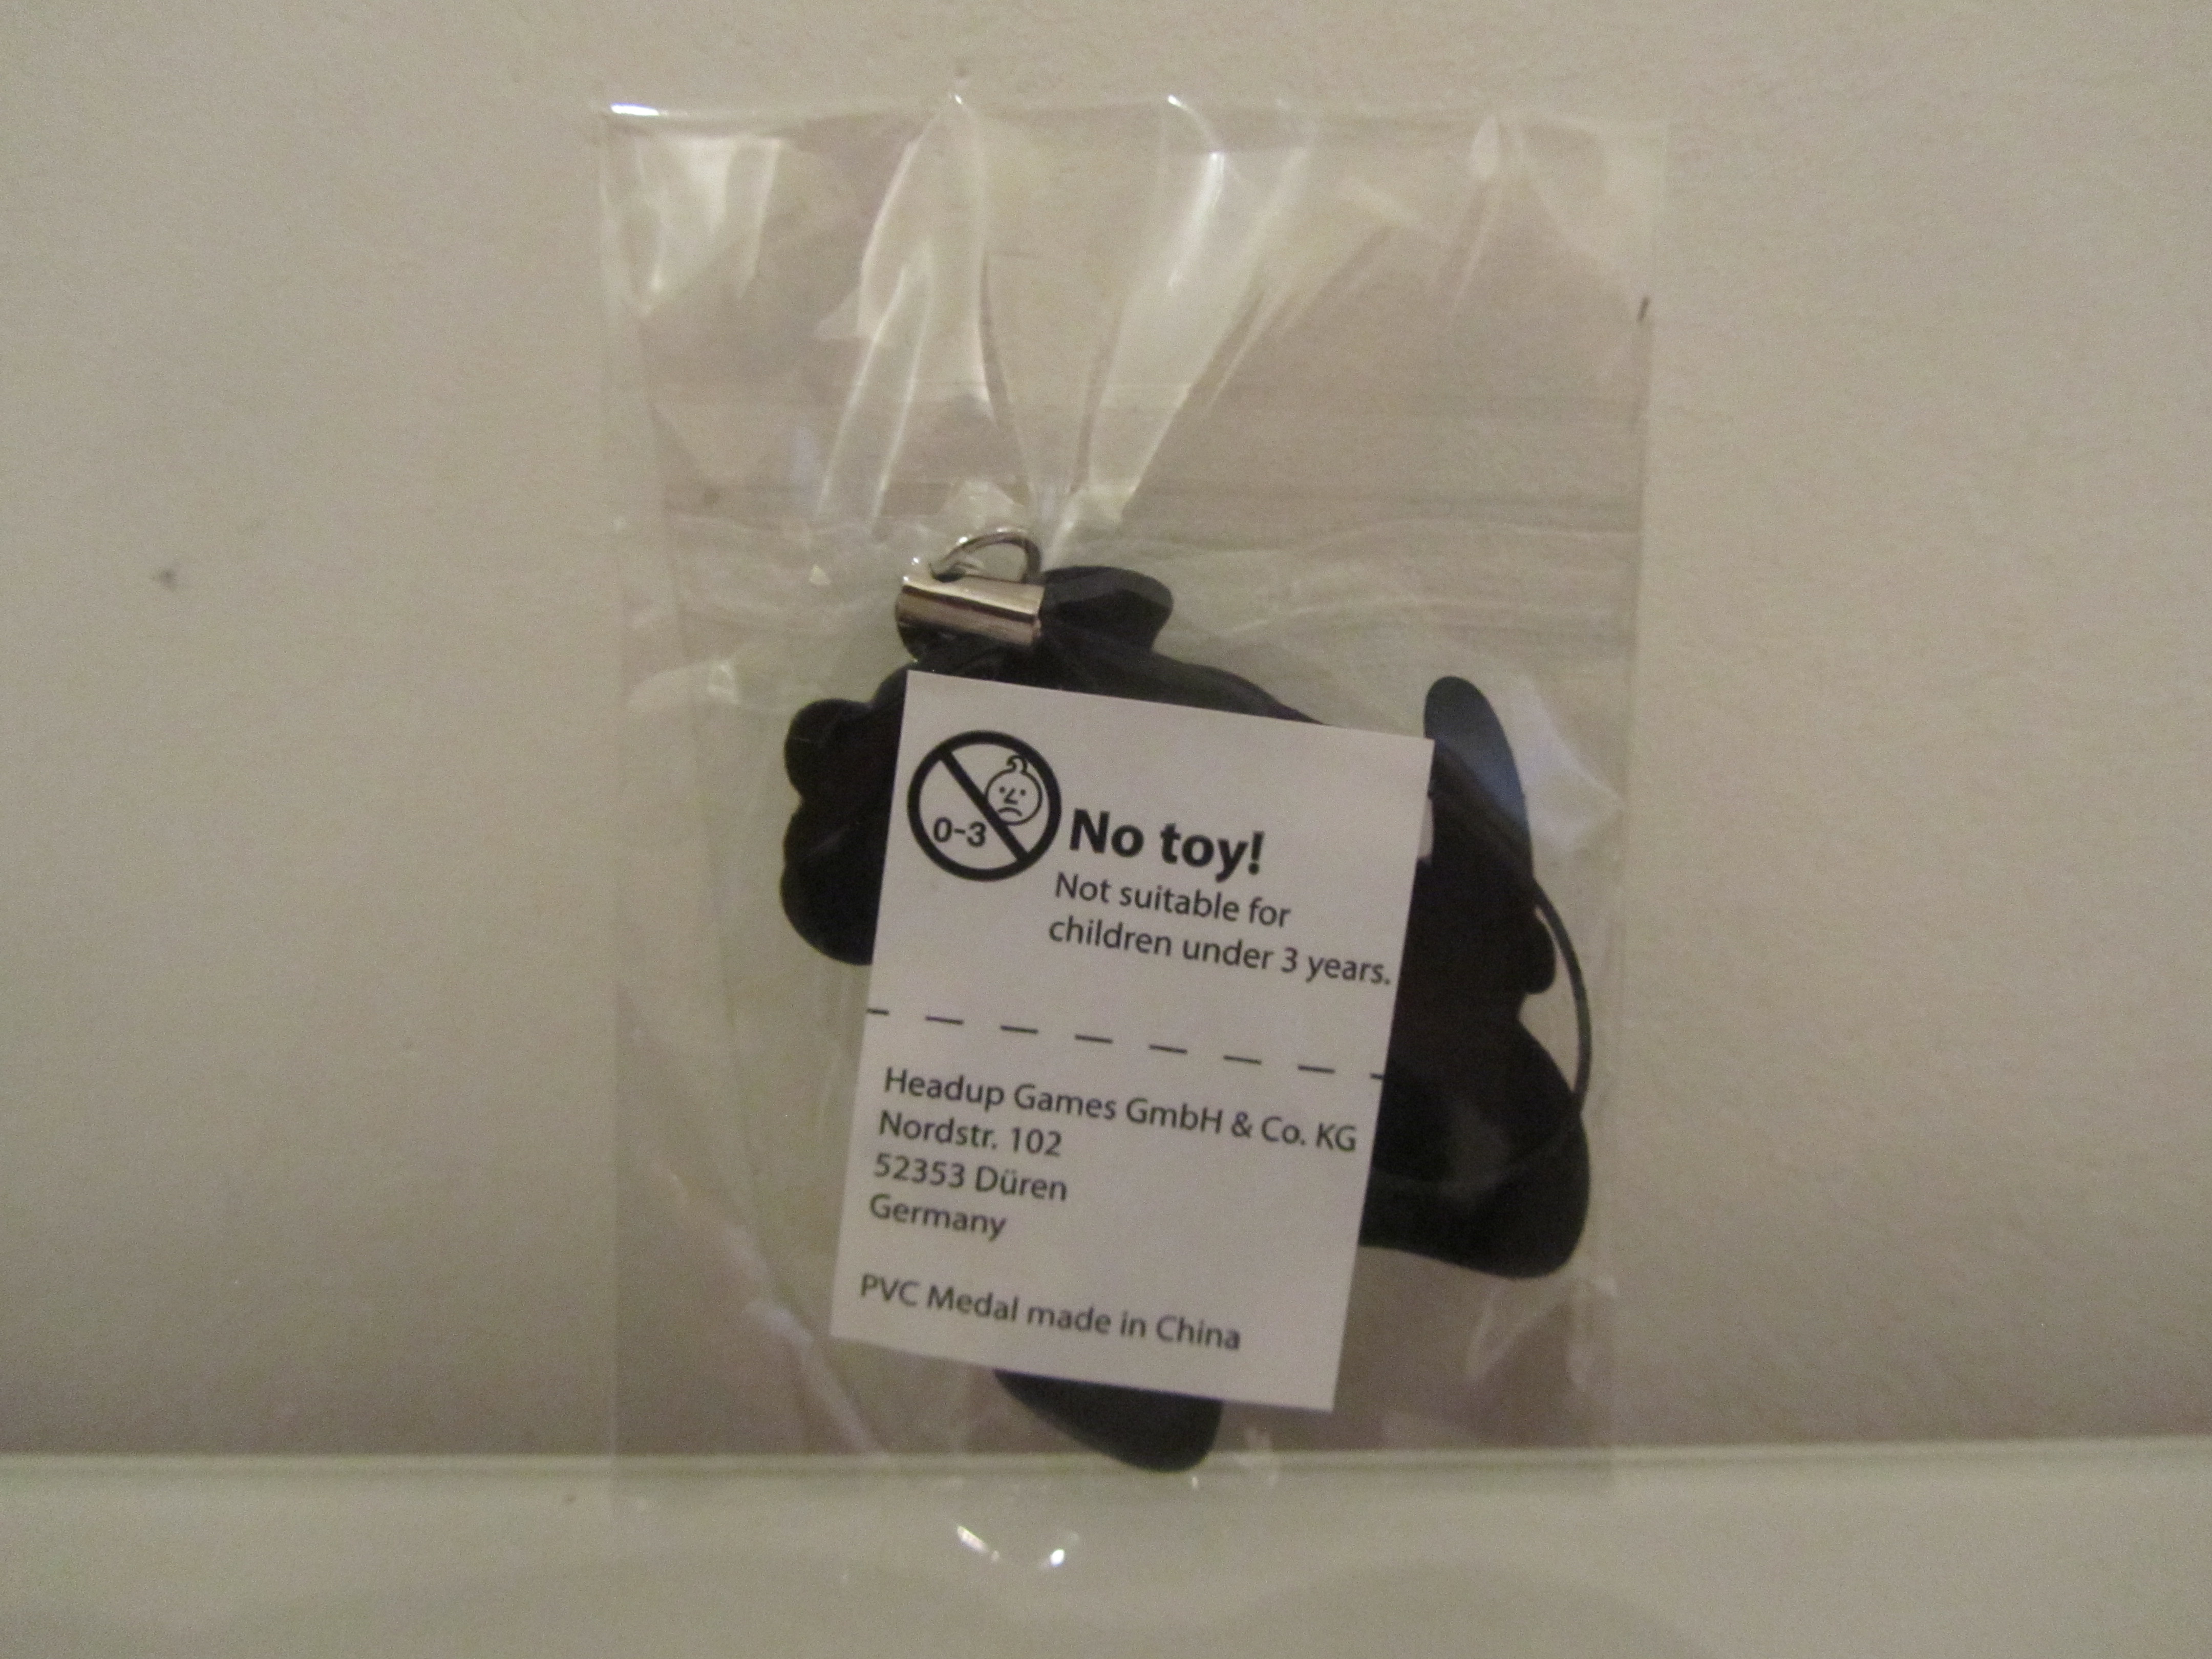 0-3
No toy!
Not suitable for
children under 3 years.
Headup Games GmbH & Co. KG
Nordstr. 102
52353 Düren
Germany
PVC Medal made in China